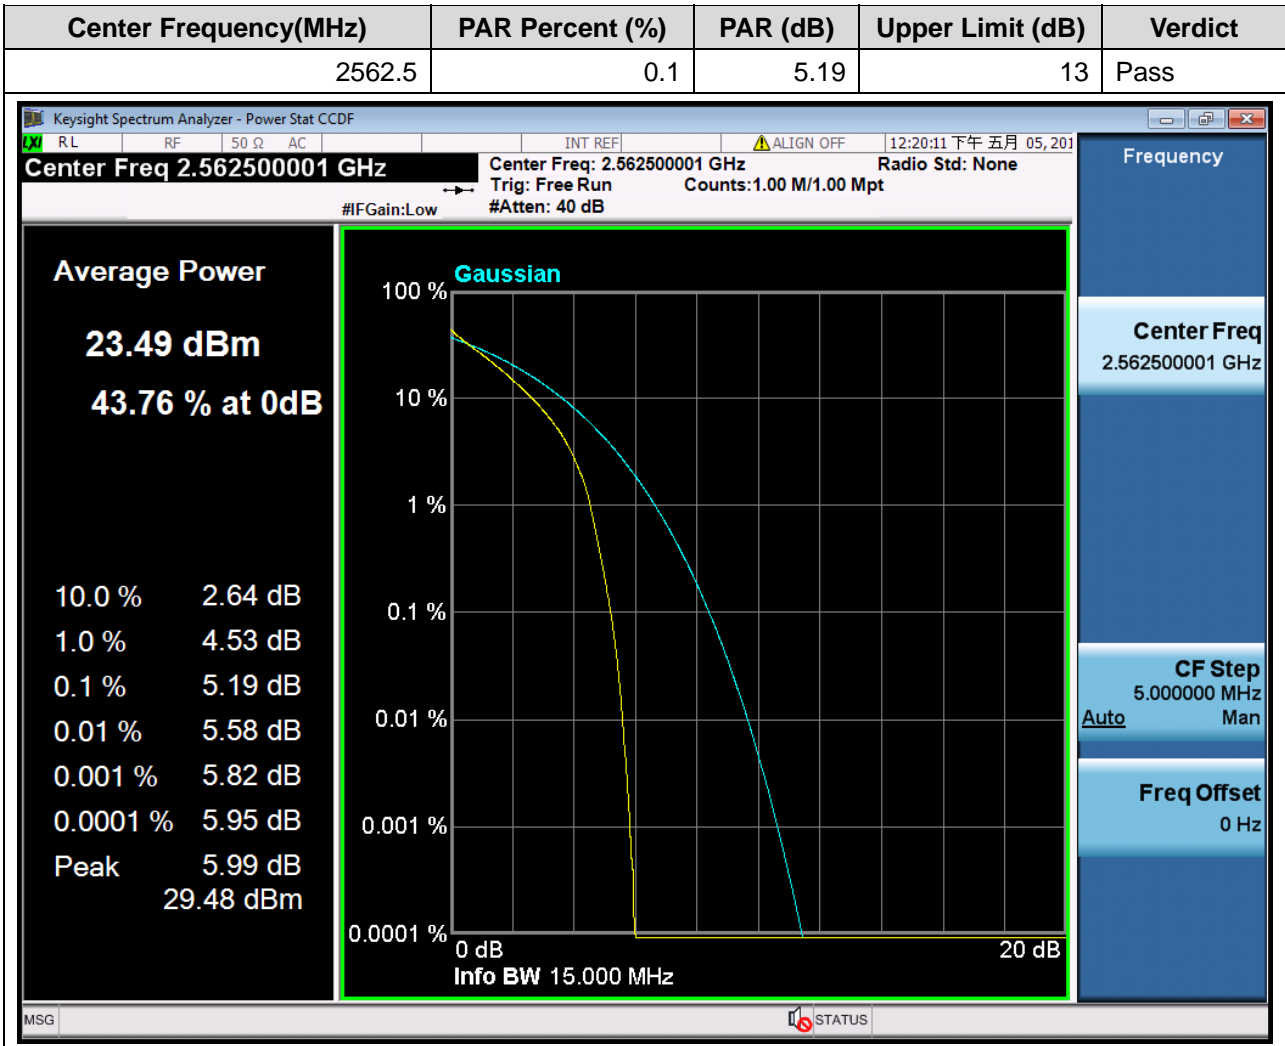 Center Frequency(MHz) PAR Percent (%) PAR (dB) Upper Limit (dB) Verdict
2562.5 0.1 5.19 13 Pass
Keysight Spectrum Analyzer - Power Stat CCDF
LXI RL RF 50 Ω AC INT REF ALIGN OFF 12:20:11 下午 五月 05, 201
Center Freq 2.562500001 GHz
Center Freq: 2.562500001 GHz Radio Std: None
Trig: Free Run Counts:1.00 M/1.00 Mpt
#IFGain:Low #Atten: 40 dB
Average Power
23.49 dBm
43.76 % at 0dB
10.0 % 2.64 dB
1.0 % 4.53 dB
0.1 % 5.19 dB
0.01 % 5.58 dB
0.001 % 5.82 dB
0.0001 % 5.95 dB
Peak 5.99 dB
29.48 dBm
Gaussian
100 %
10 %
1 %
0.1 %
0.01 %
0.001 %
0.0001 %
0 dB 20 dB
Info BW 15.000 MHz
Frequency
Center Freq
2.562500001 GHz
CF Step
5.000000 MHz
Auto Man
Freq Offset
0 Hz
MSG STATUS